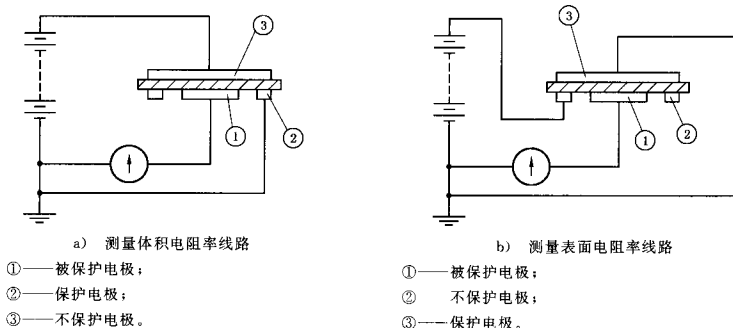 ③
①
②
a) 测量体积电阻率线路
①——被保护电极；
②——保护电极；
③——不保护电极。
③
①
②
b) 测量表面电阻率线路
①——被保护电极；
② 不保护电极；
③——保护电极。